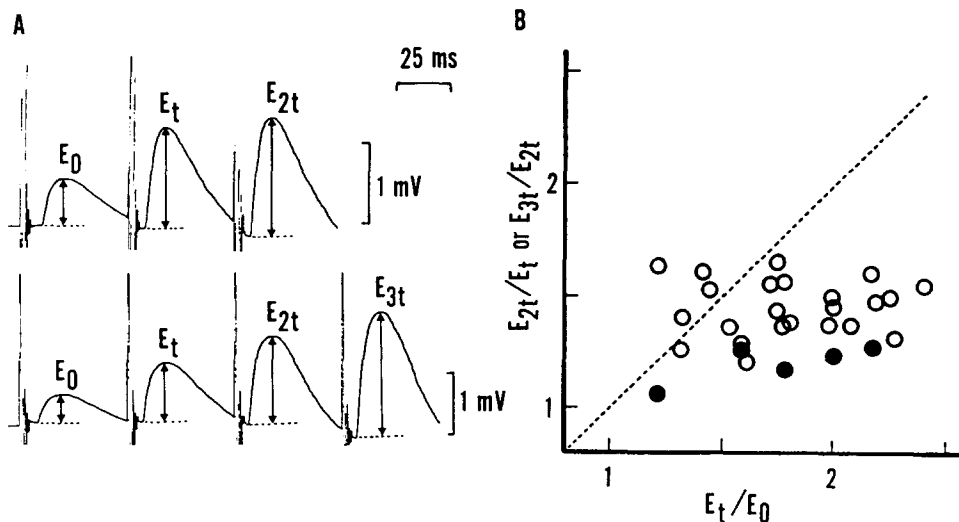 A
25 ms
E0
Et
E2t
1 mV
E0
Et
E2t
E3t
1 mV
B
E2t/Et or E3t/E2t
2
1
1
2
Et/E0